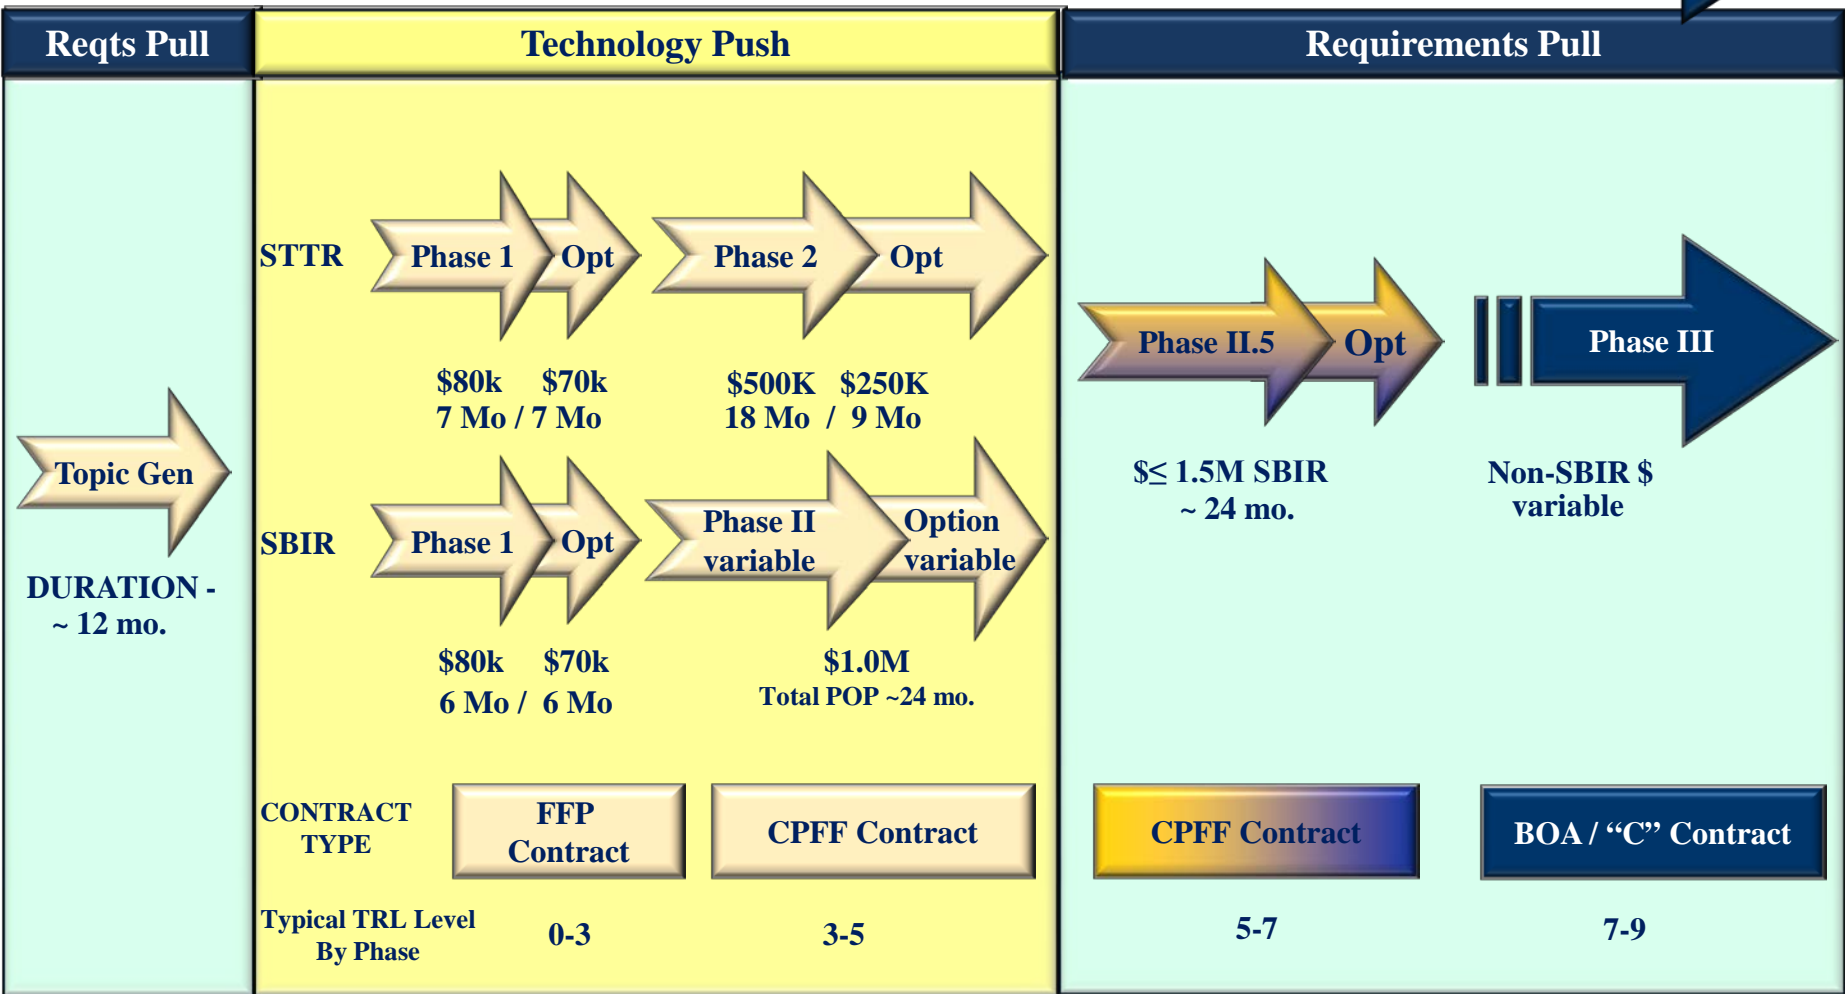 Reqts Pull
Technology Push
Requirements Pull
Topic Gen
DURATION -
~ 12 mo.
STTR
Phase 1
Opt
Phase 2
Opt
$80k $70k
7 Mo / 7 Mo
$500K $250K
18 Mo / 9 Mo
SBIR
Phase 1
Opt
Phase II
variable
Option
variable
$80k $70k
6 Mo / 6 Mo
$1.0M
Total POP ~24 mo.
Phase II.5
Opt
$≤ 1.5M SBIR
~ 24 mo.
Phase III
Non-SBIR $
variable
CONTRACT
TYPE
FFP
Contract
CPFF Contract
CPFF Contract
BOA / “C” Contract
Typical TRL Level
By Phase
0-3
3-5
5-7
7-9